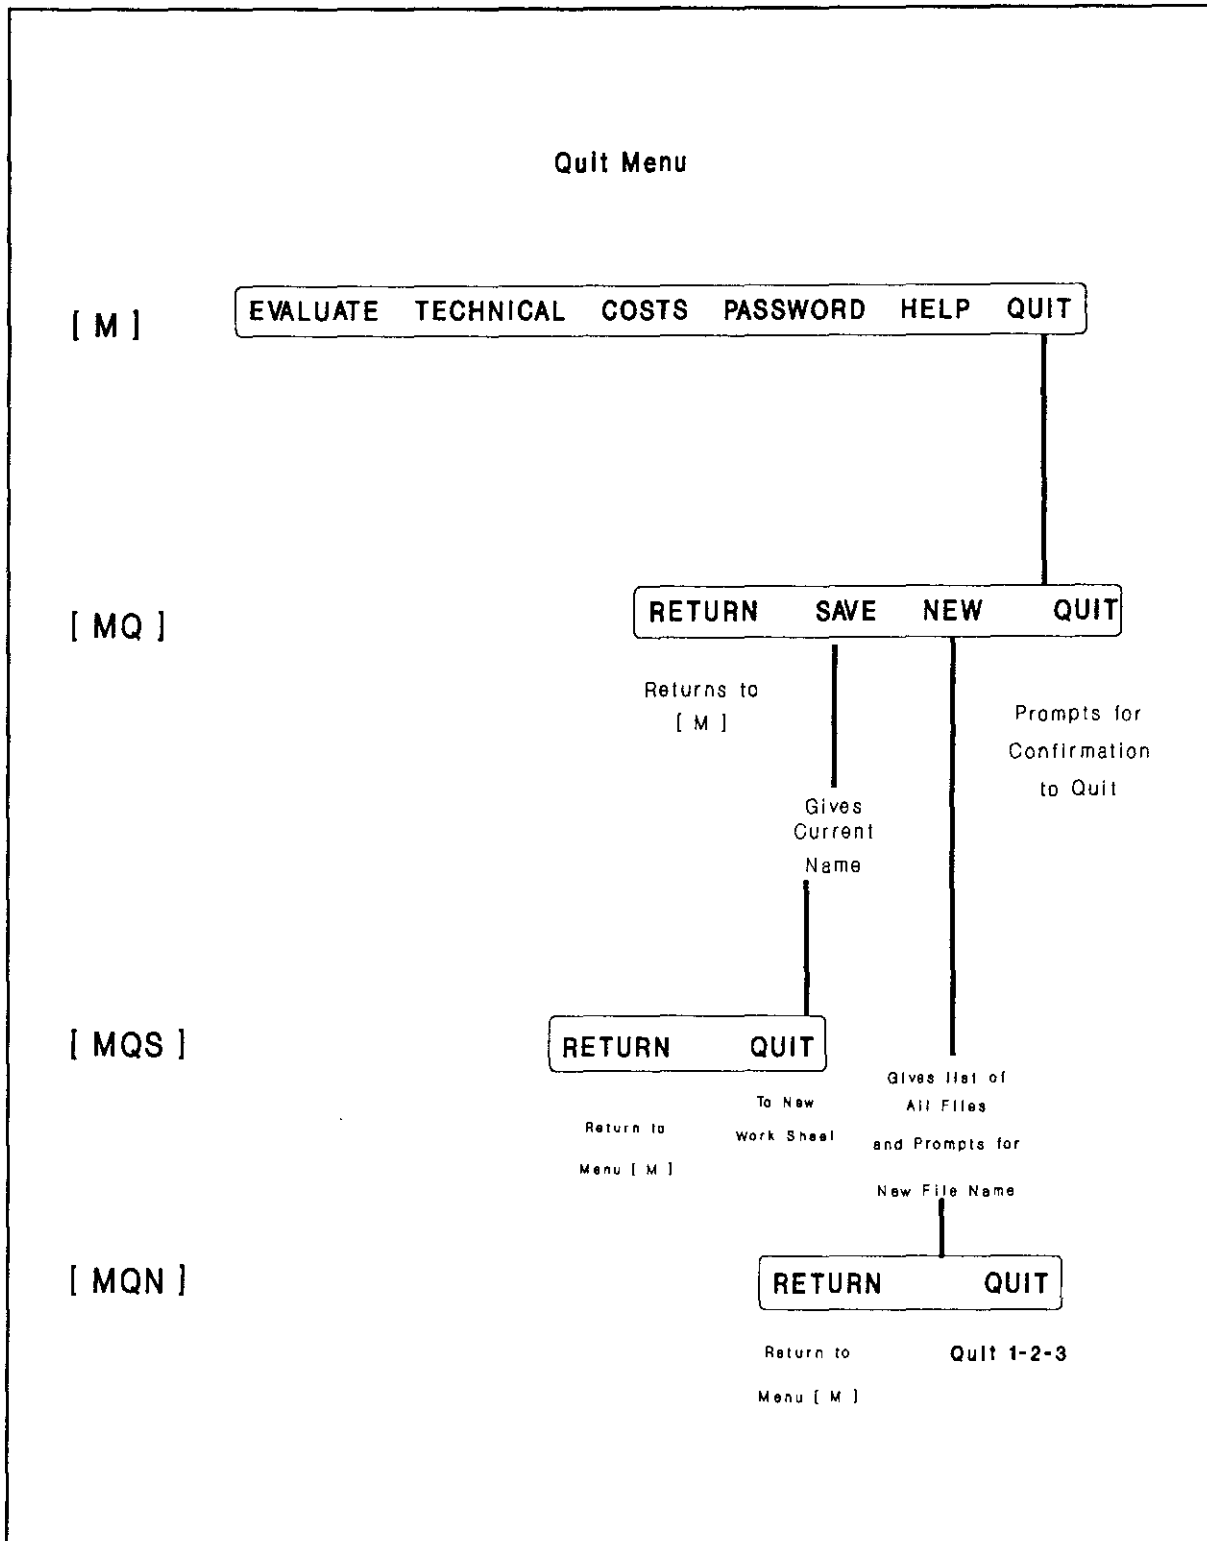 Quit Menu
[ M ] EVALUATE TECHNICAL COSTS PASSWORD HELP QUIT
[ MQ ] RETURN SAVE NEW QUIT
Returns to
[ M ]
Prompts for
Confirmation
to Quit
Gives
Current
Name
[ MQS ] RETURN QUIT
Return to
Menu [ M ]
To New
Work Sheet
Gives list of
All Files
and Prompts for
New File Name
[ MQN ] RETURN QUIT
Return to
Menu [ M ]
Quit 1-2-3